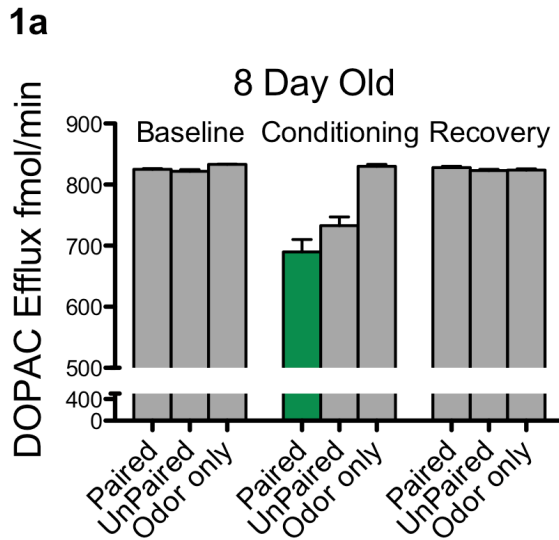 1a
8 Day Old
Baseline Conditioning Recovery
DOPAC Efflux fmol/min
900
800
700
600
500
400
0
Paired
UnPaired
Odor only
Paired
UnPaired
Odor only
Paired
UnPaired
Odor only